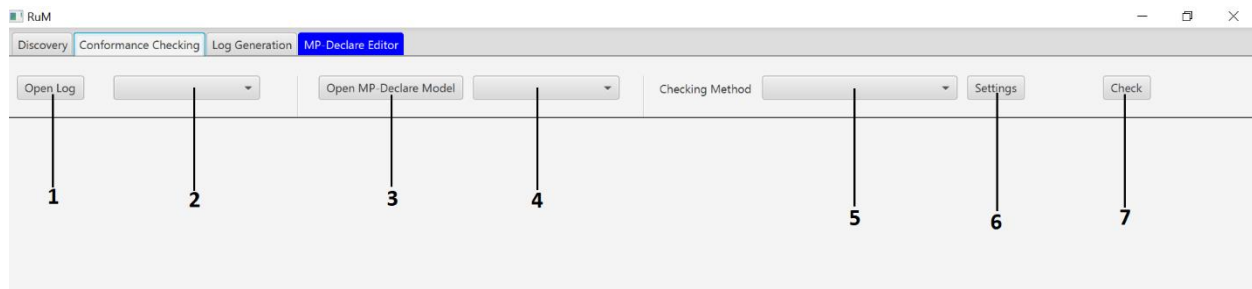 RuM
Discovery Conformance Checking Log Generation MP-Declare Editor
Open Log Open MP-Declare Model Checking Method Settings Check
1 2 3 4 5 6 7